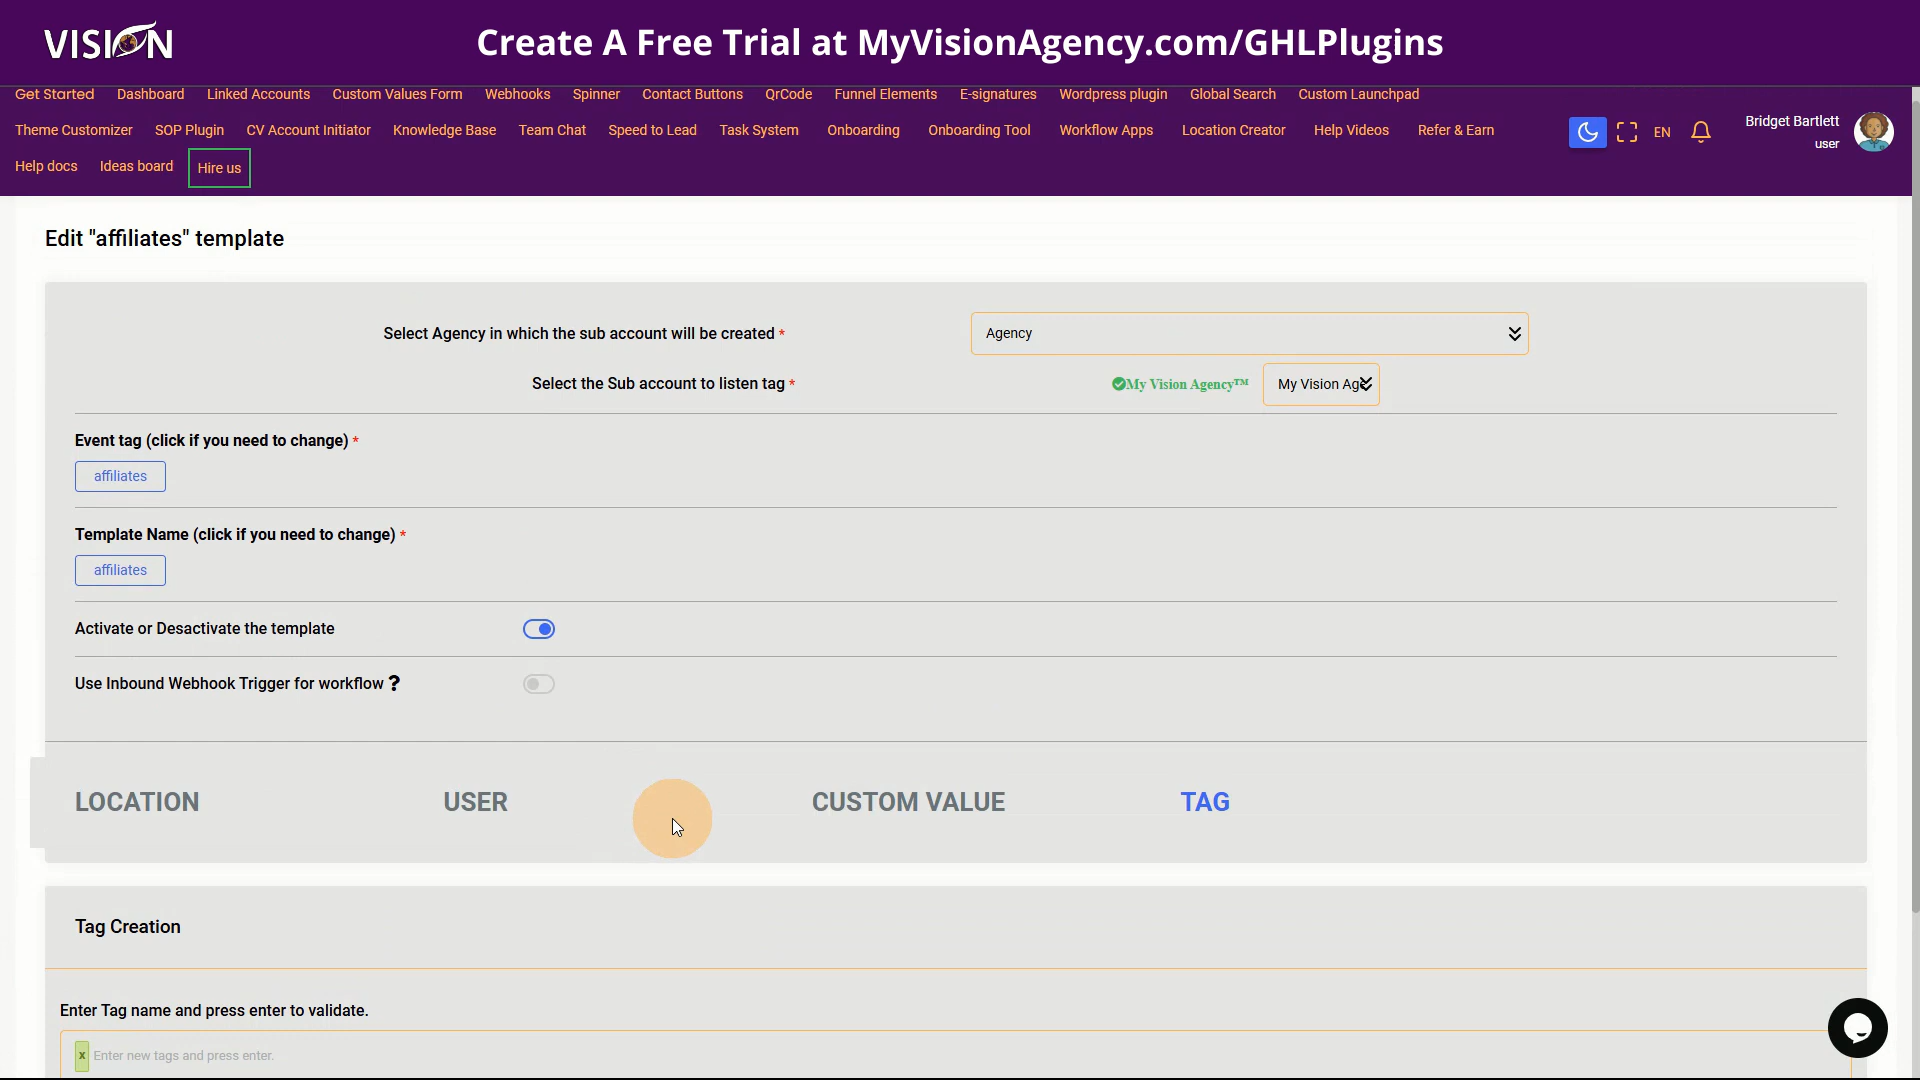 VISION
Create A Free Trial at MyVisionAgency.com/GHLPlugins
Get Started Dashboard Linked Accounts Custom Values Form Webhooks Spinner Contact Buttons QrCode Funnel Elements E-signatures Wordpress plugin Global Search Custom Launchpad
Theme Customizer SOP Plugin CV Account Initiator Knowledge Base Team Chat Speed to Lead Task System Onboarding Onboarding Tool Workflow Apps Location Creator Help Videos Refer & Earn
Help docs Ideas board Hire us
EN
Bridget Bartlett
user
Edit "affiliates" template
Select Agency in which the sub account will be created * Agency
Select the Sub account to listen tag * My Vision Agency™ My Vision Age
Event tag (click if you need to change) *
affiliates
Template Name (click if you need to change) *
affiliates
Activate or Desactivate the template
Use Inbound Webhook Trigger for workflow ?
LOCATION USER CUSTOM VALUE TAG
Tag Creation
Enter Tag name and press enter to validate.
x Enter new tags and press enter.